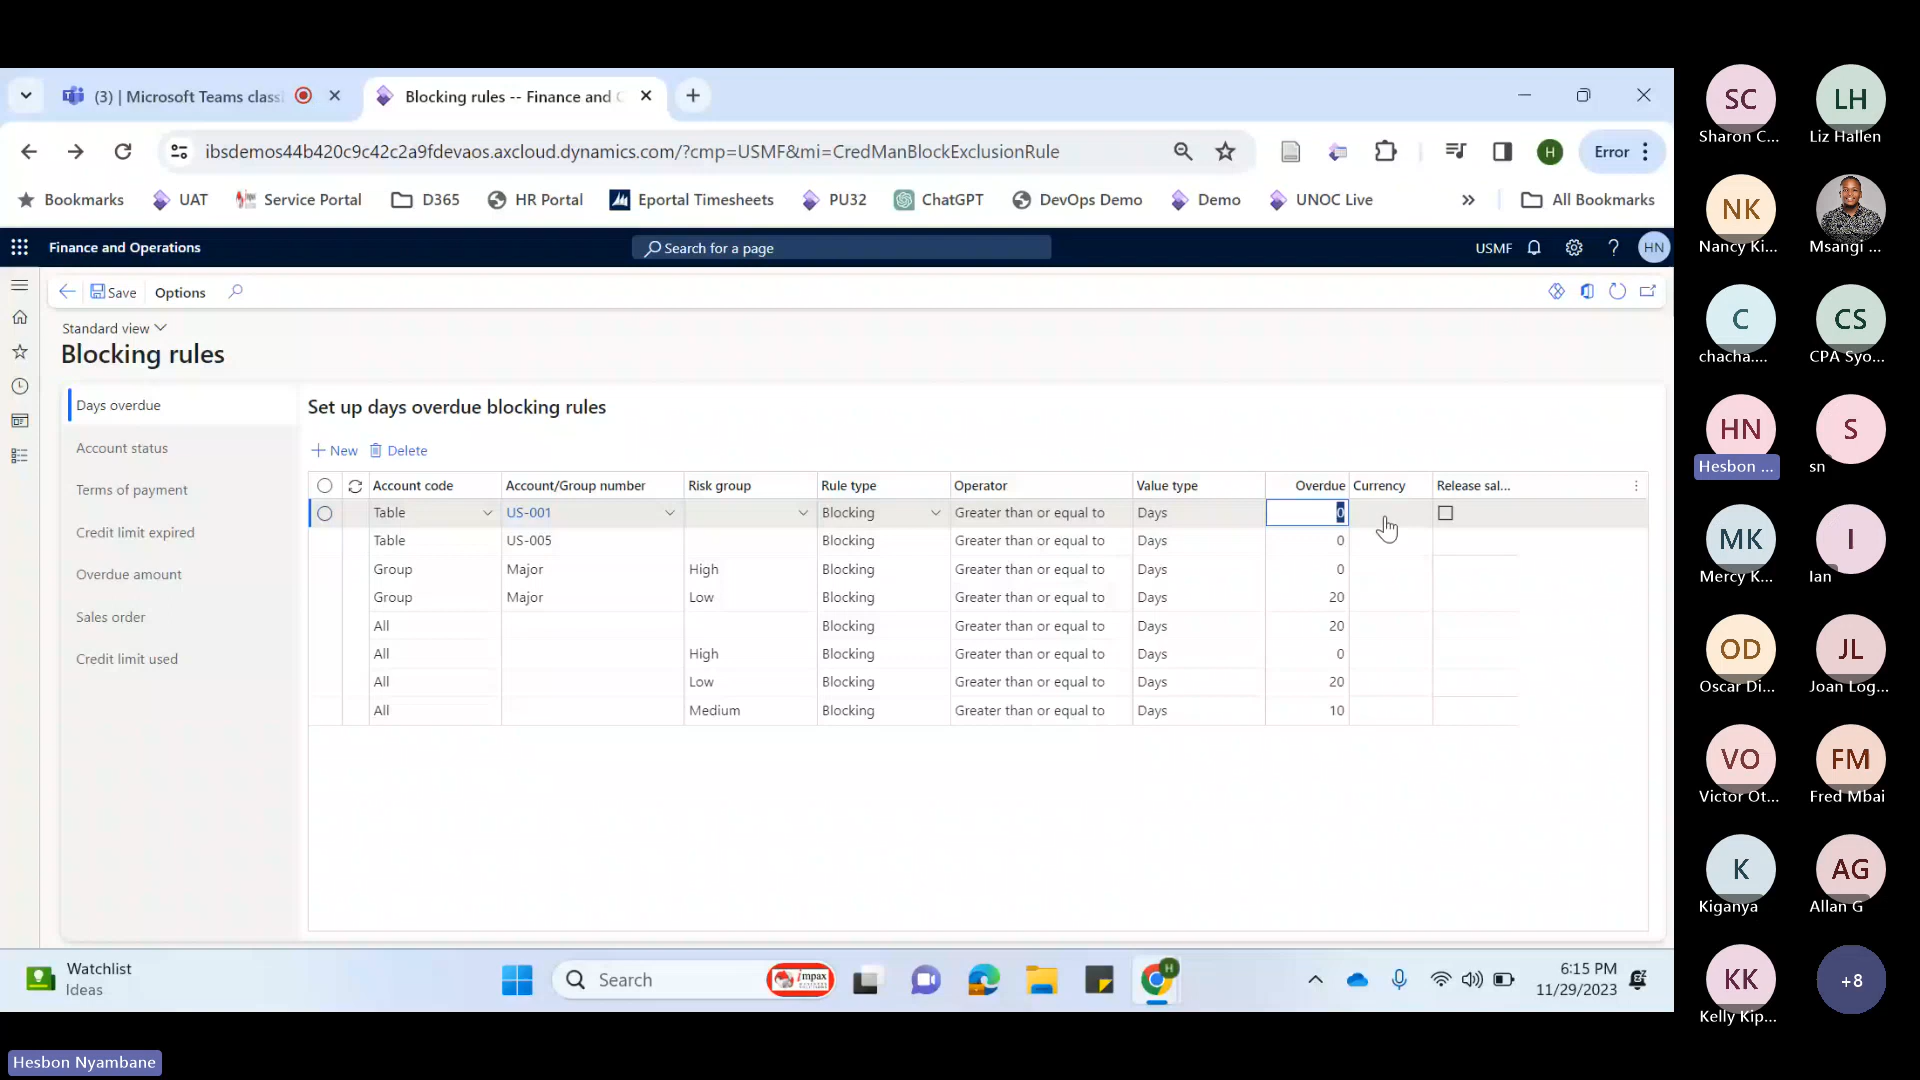 (3) | Microsoft Teams class
Blocking rules -- Finance and
ibsdemos44b420c9c42c2a9fdevaos.axcloud.dynamics.com/?cmp=USMF&mi=CredManBlockExclusionRule
H
Error
Bookmarks
UAT
Service Portal
D365
HR Portal
Eportal Timesheets
PU32
ChatGPT
DevOps Demo
Demo
UNOC Live
»
All Bookmarks
Finance and Operations
Search for a page
USMF
?
HN
Save
Options
Standard view
Blocking rules
Days overdue
Account status
Terms of payment
Credit limit expired
Overdue amount
Sales order
Credit limit used
Set up days overdue blocking rules
+ New
Delete
Account code Account/Group number Risk group Rule type Operator Value type Overdue Currency Release sal...
Table US-001 Blocking Greater than or equal to Days 0
Table US-005 Blocking Greater than or equal to Days 0
Group Major High Blocking Greater than or equal to Days 0
Group Major Low Blocking Greater than or equal to Days 20
All Blocking Greater than or equal to Days 20
All High Blocking Greater than or equal to Days 0
All Low Blocking Greater than or equal to Days 20
All Medium Blocking Greater than or equal to Days 10
Watchlist
Ideas
Search
impax
H
6:15 PM
11/29/2023
SC
Sharon C...
LH
Liz Hallen
NK
Nancy Ki...
Msangi ...
C
chacha....
CS
CPA Syo...
HN
Hesbon ...
S
sn
MK
Mercy K...
I
Ian
OD
Oscar Di...
JL
Joan Log...
VO
Victor Ot...
FM
Fred Mbai
K
Kiganya
AG
Allan G
KK
Kelly Kip...
+8
Hesbon Nyambane